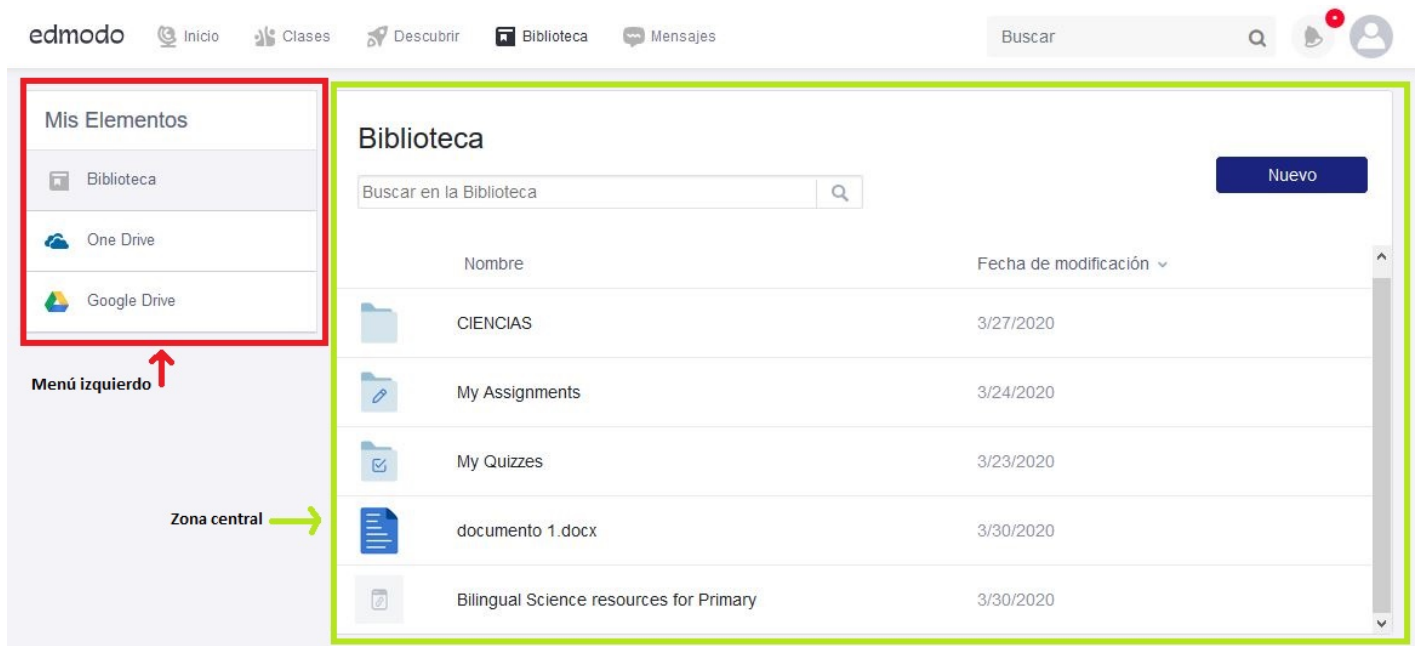 edmodo Inicio Clases Descubrir Biblioteca Mensajes Buscar
Mis Elementos
Biblioteca
One Drive
Google Drive
Menú izquierdo
Zona central
Biblioteca
Buscar en la Biblioteca
Nuevo
Nombre Fecha de modificación
CIENCIAS 3/27/2020
My Assignments 3/24/2020
My Quizzes 3/23/2020
documento 1.docx 3/30/2020
Bilingual Science resources for Primary 3/30/2020